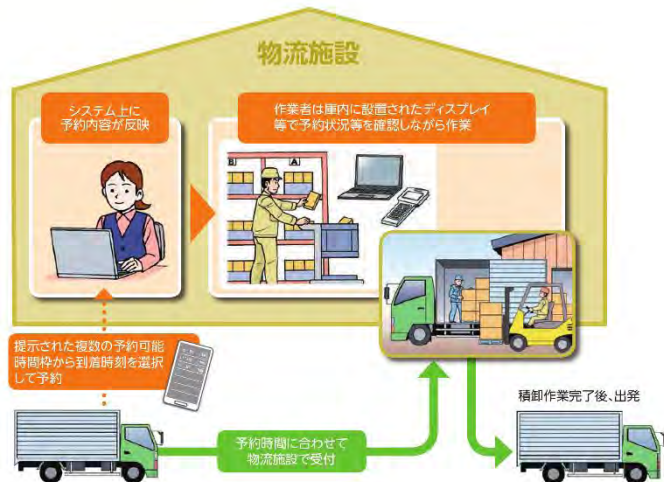 物流施設
システム上に
予約内容が反映
作業者は庫内に設置されたディスプレイ
等で予約状況等を確認しながら作業
B
A
提示された複数の予約可能
時間枠から到着時刻を選択
して予約
積卸作業完了後、出発
予約時間に合わせて
物流施設で受付